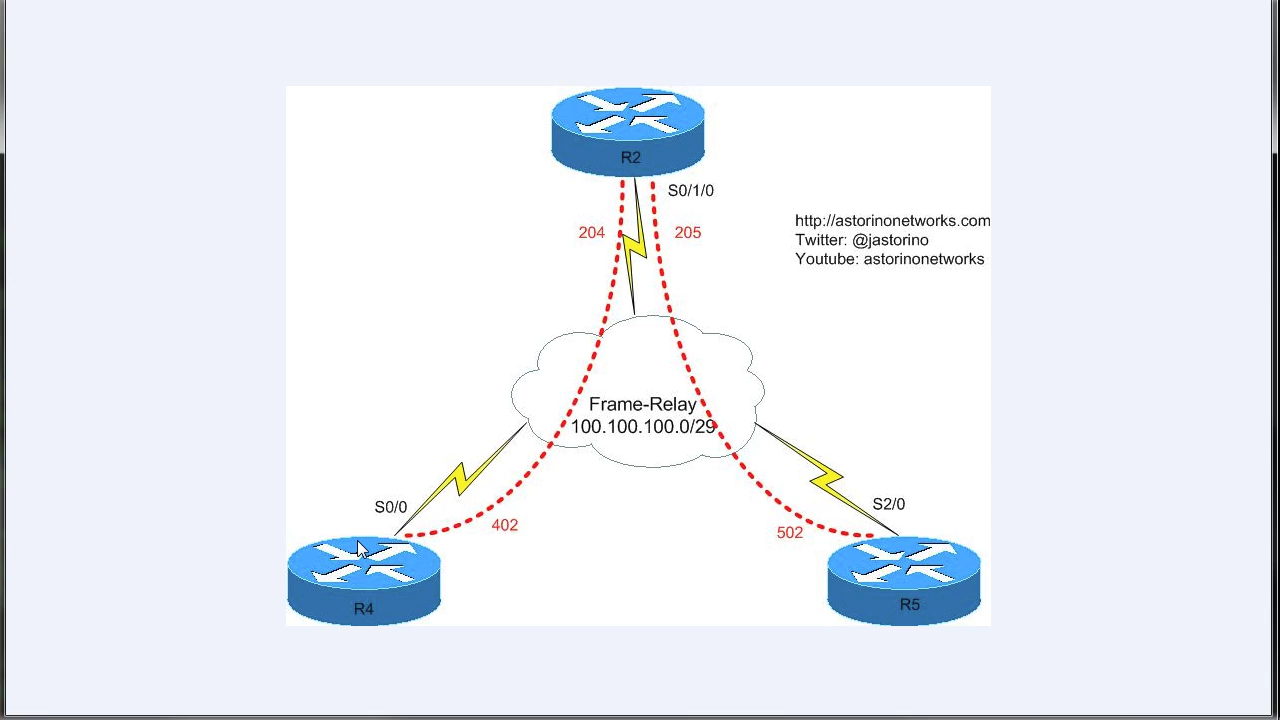 R2
S0/1/0
204
205
http://astorinonetworks.com
Twitter: @jastorino
Youtube: astorinonetworks
Frame-Relay
100.100.100.0/29
S0/0
S2/0
402
502
R4
R5